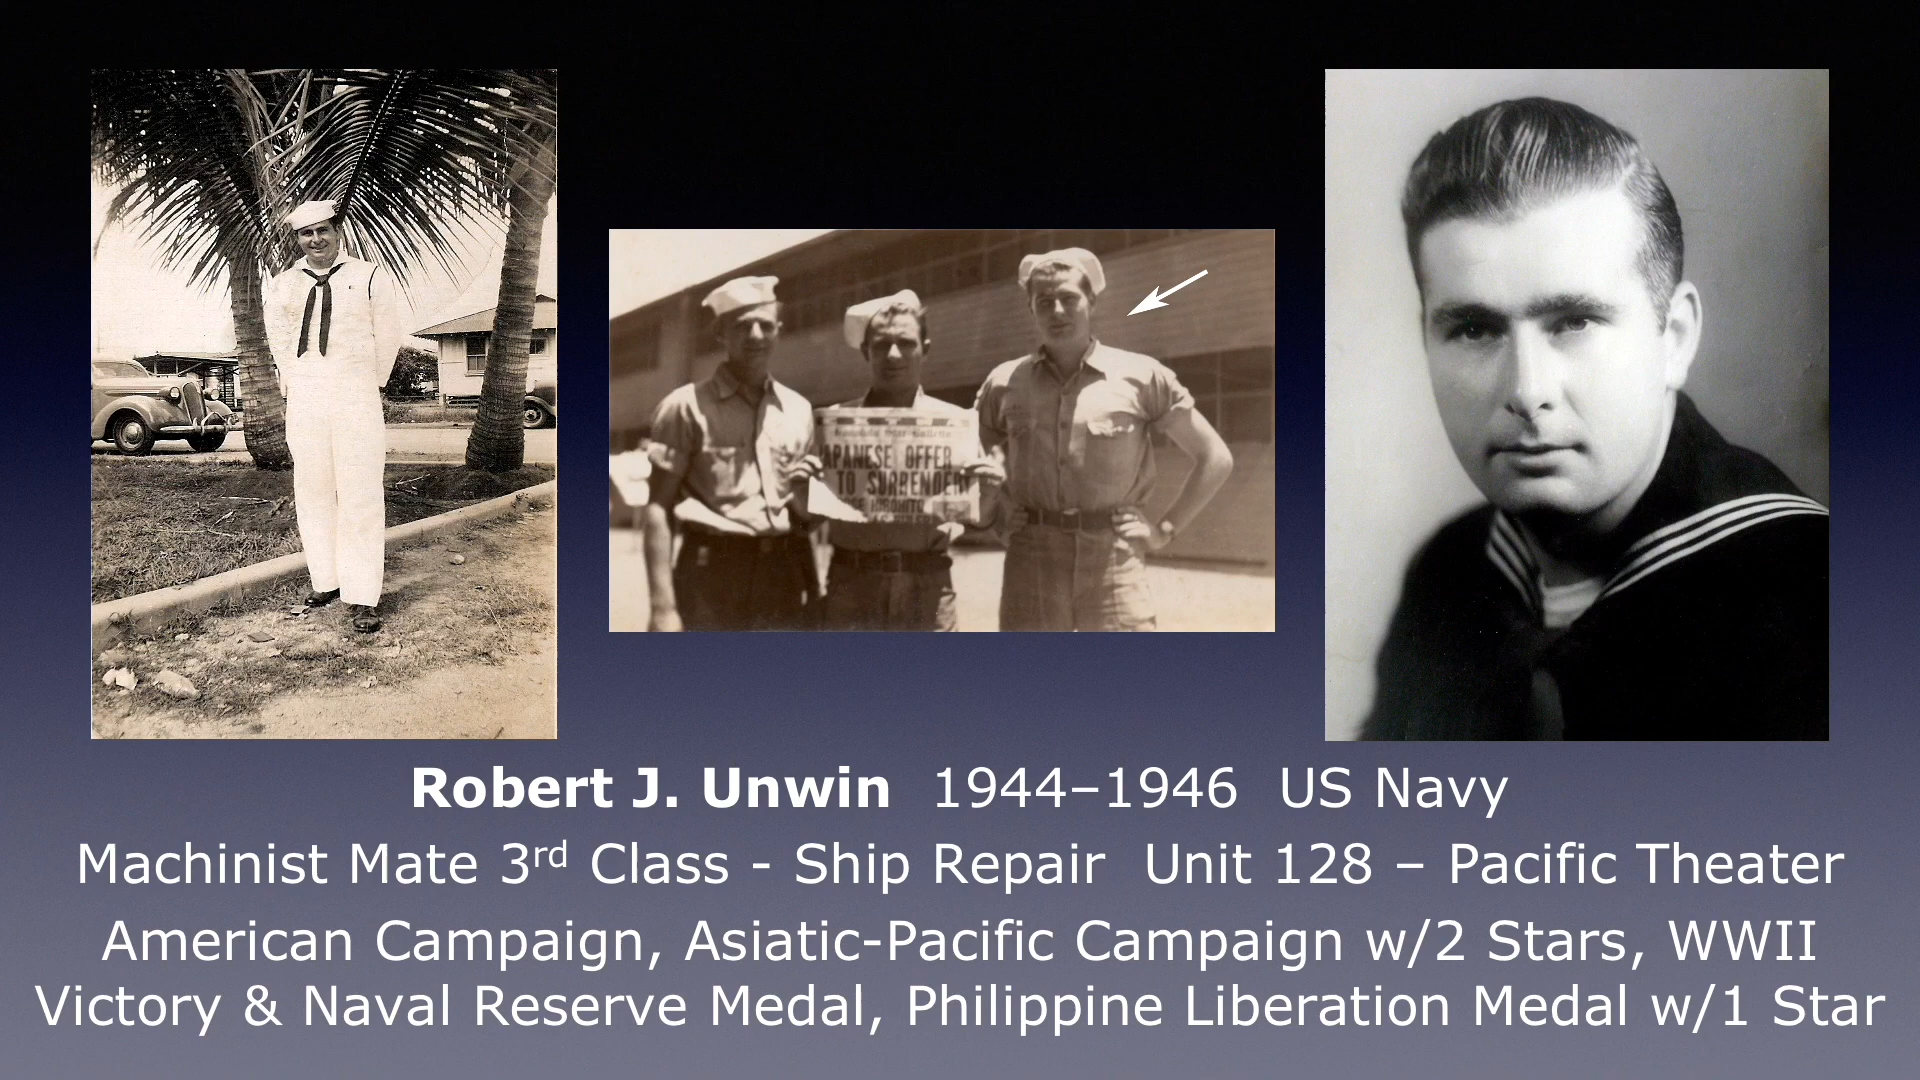 JAPANESE OFFER
TO SURRENDER
Robert J. Unwin 1944–1946 US Navy
Machinist Mate 3rd Class - Ship Repair Unit 128 – Pacific Theater
American Campaign, Asiatic-Pacific Campaign w/2 Stars, WWII
Victory & Naval Reserve Medal, Philippine Liberation Medal w/1 Star